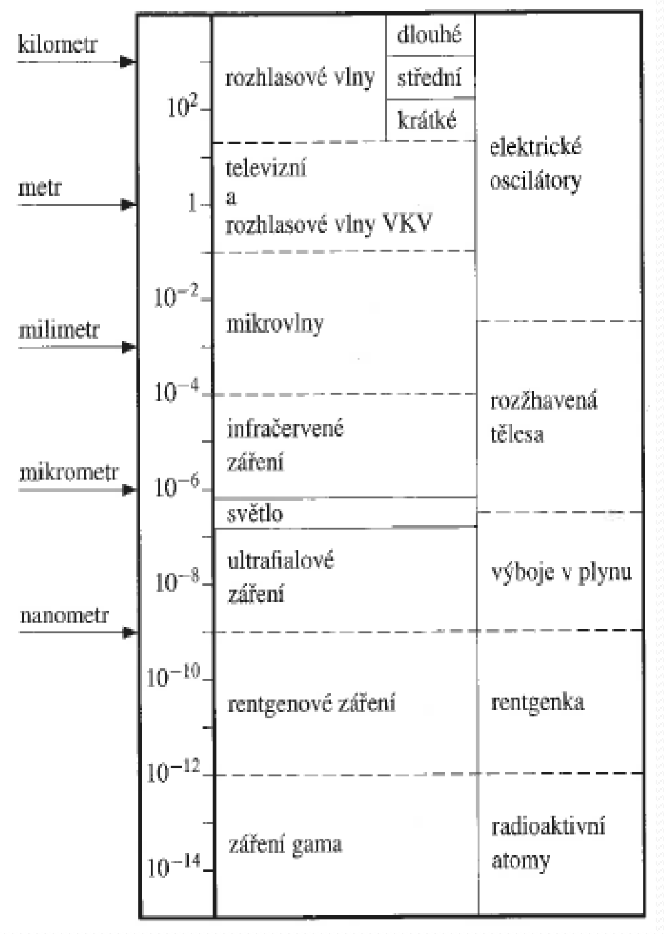 kilometr
metr
milimetr
mikrometr
nanometr
10²
1
10⁻²
10⁻⁴
10⁻⁶
10⁻⁸
10⁻¹⁰
10⁻¹²
10⁻¹⁴
rozhlasové vlny
dlouhé
střední
krátké
televizní
a
rozhlasové vlny VKV
mikrovlny
infračervené
záření
světlo
ultrafialové
záření
rentgenové záření
záření gama
elektrické
oscilátory
rozžhavená
tělesa
výboje v plynu
rentgenka
radioaktivní
atomy